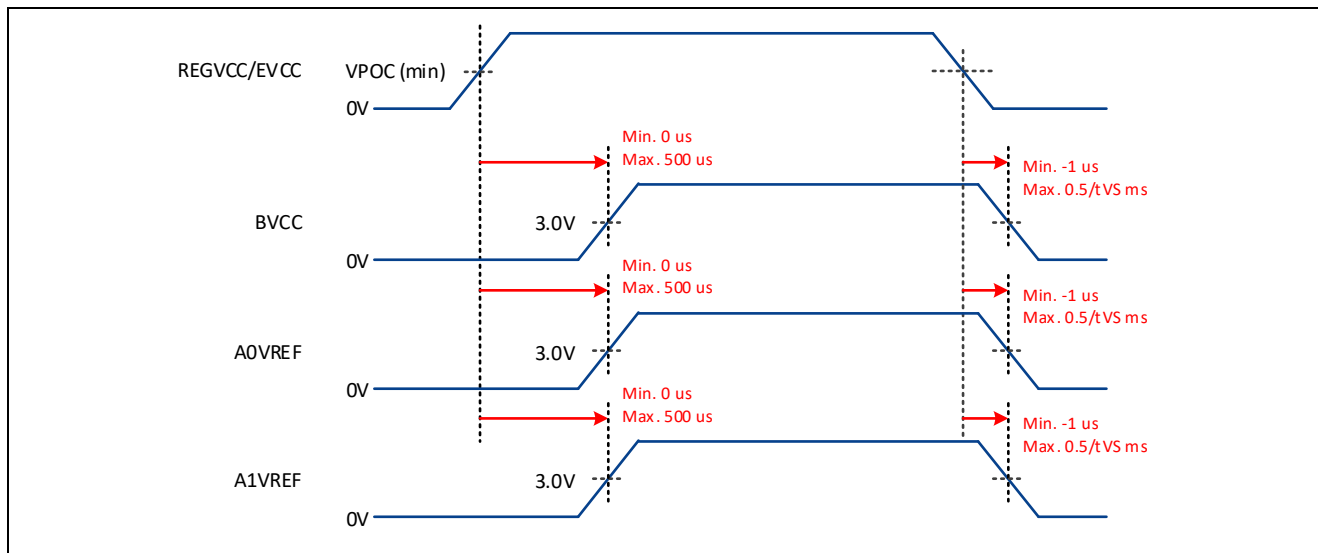 REGVCC/EVCC
VPOC (min)
0V
Min. 0 us
Max. 500 us
Min. -1 us
Max. 0.5/tVS ms
BVCC
3.0V
0V
Min. 0 us
Max. 500 us
Min. -1 us
Max. 0.5/tVS ms
A0VREF
3.0V
0V
Min. 0 us
Max. 500 us
Min. -1 us
Max. 0.5/tVS ms
A1VREF
3.0V
0V